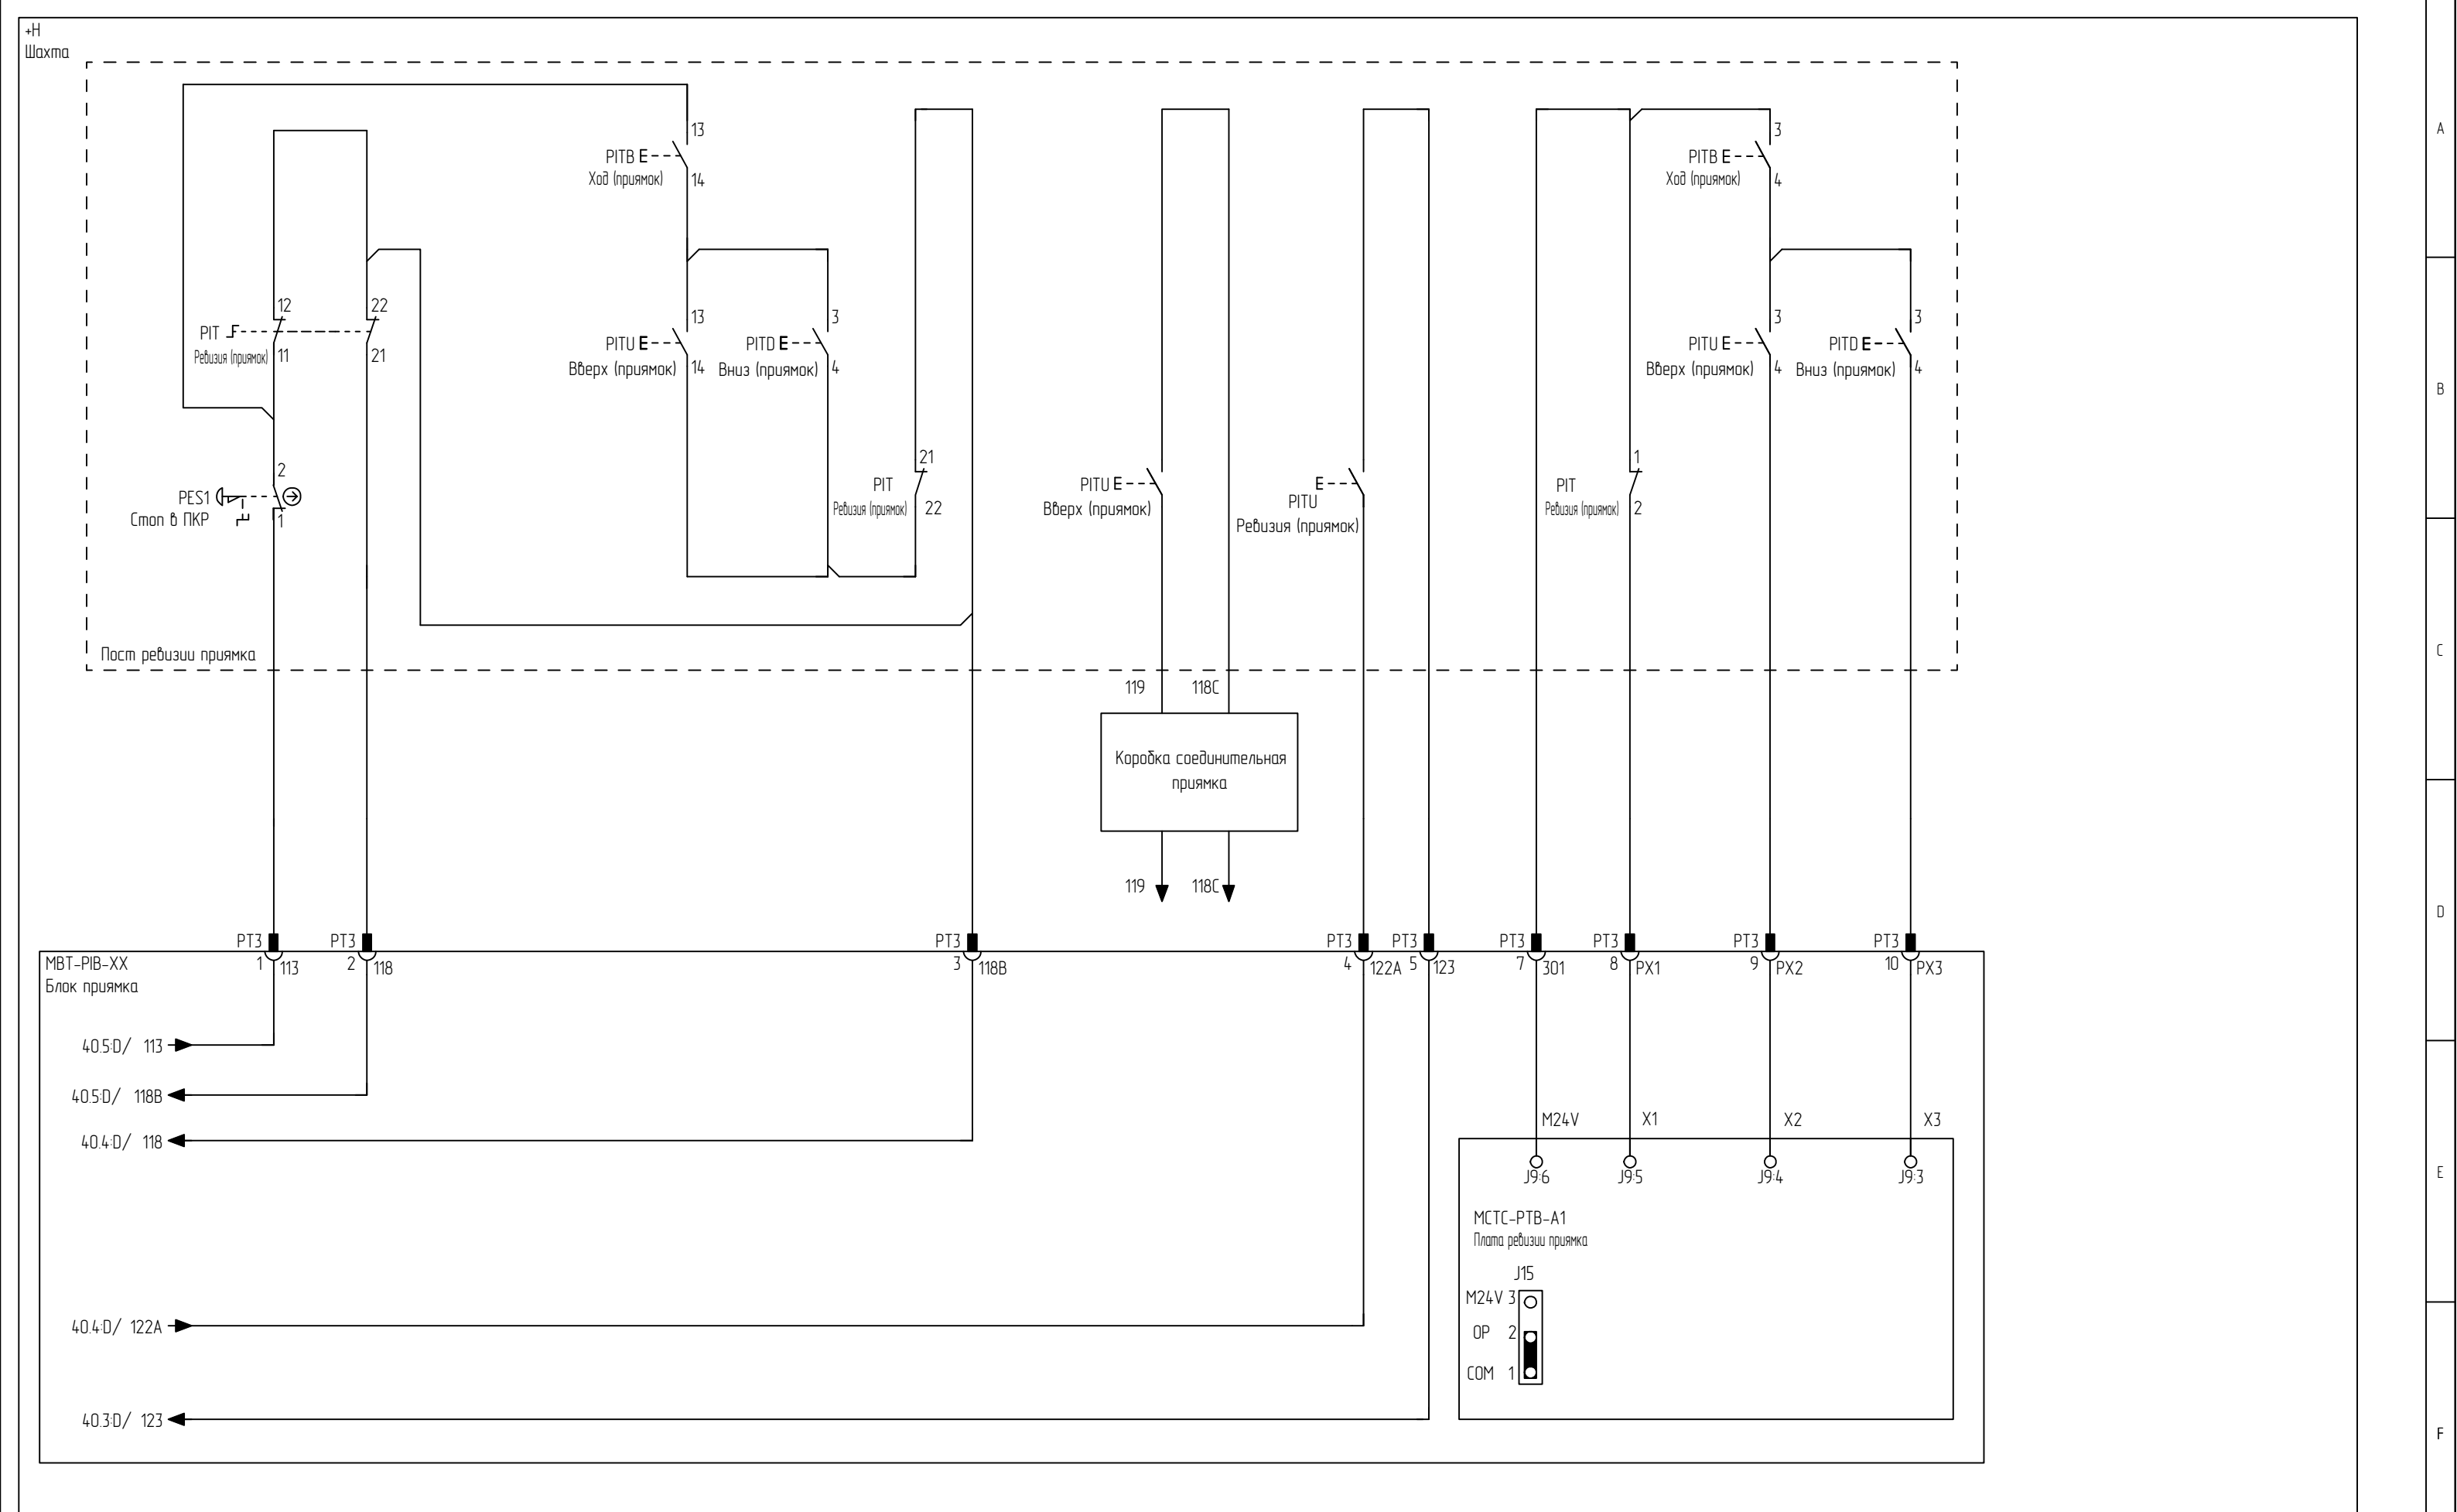 +H
Шахта
A
13
3
PITB E
PITB E
Ход (приямок)
14
Ход (приямок)
4
12
22
13
3
3
3
PIT
PITU E
PITD E
PITU E
PITD E
Ревизия (приямок)
11
21
Вверх (приямок)
14
Вниз (приямок)
4
Вверх (приямок)
4
Вниз (приямок)
4
B
2
21
1
PES1
PIT
PITU E
E
PITU
PIT
Стоп в ПКР
1
Ревизия (приямок)
22
Вверх (приямок)
Ревизия (приямок)
Ревизия (приямок)
2
Пост ревизии приямка
C
119
118C
Коробка соединительная
приямка
119
118C
D
PT3
PT3
PT3
PT3
PT3
PT3
PT3
PT3
PT3
MBT-PIB-XX
1
113
2
118
3
118B
4
122A
5
123
7
301
8
PX1
9
PX2
10
PX3
Блок приямка
40.5:D/ 113
40.5:D/ 118B
40.4:D/ 118
M24V
X1
X2
X3
J9:6
J9:5
J9:4
J9:3
E
MCTC-PTB-A1
Плата ревизии приямка
J15
M24V 3
OP 2
COM 1
40.4:D/ 122A
40.3:D/ 123
F